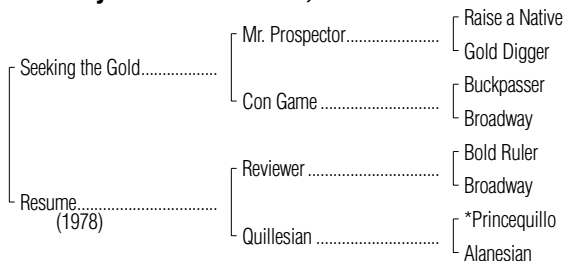 Raise a Native
Mr. Prospector.....................
Gold Digger
Seeking the Gold.................
Buckpasser
Con Game ...........................
Broadway
Bold Ruler
Reviewer .............................
Broadway
Resume...............................
(1978)
*Princequillo
Quillesian ...........................
Alanesian